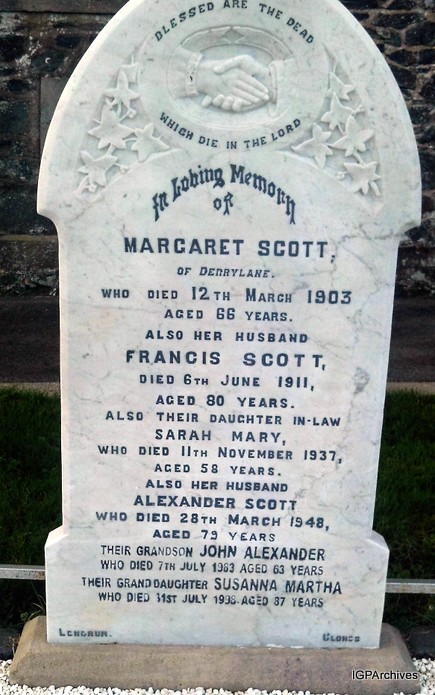 BLESSED ARE THE DEAD
WHICH DIE IN THE LORD
In Loving Memory
OF
MARGARET SCOTT,
OF DERRYLANE.
WHO DIED 12TH MARCH 1903
AGED 66 YEARS.
ALSO HER HUSBAND
FRANCIS SCOTT,
DIED 6TH JUNE 1911,
AGED 80 YEARS.
ALSO THEIR DAUGHTER IN-LAW
SARAH MARY,
WHO DIED 11TH NOVEMBER 1937,
AGED 58 YEARS.
ALSO HER HUSBAND
ALEXANDER SCOTT
WHO DIED 28TH MARCH 1948,
AGED 79 YEARS
THEIR GRANDSON JOHN ALEXANDER
WHO DIED 7TH JULY 1983 AGED 63 YEARS
THEIR GRANDDAUGHTER SUSANNA MARTHA
WHO DIED 31ST JULY 1998. AGED 87 YEARS
LENDRUM. CLONES
IGPArchives